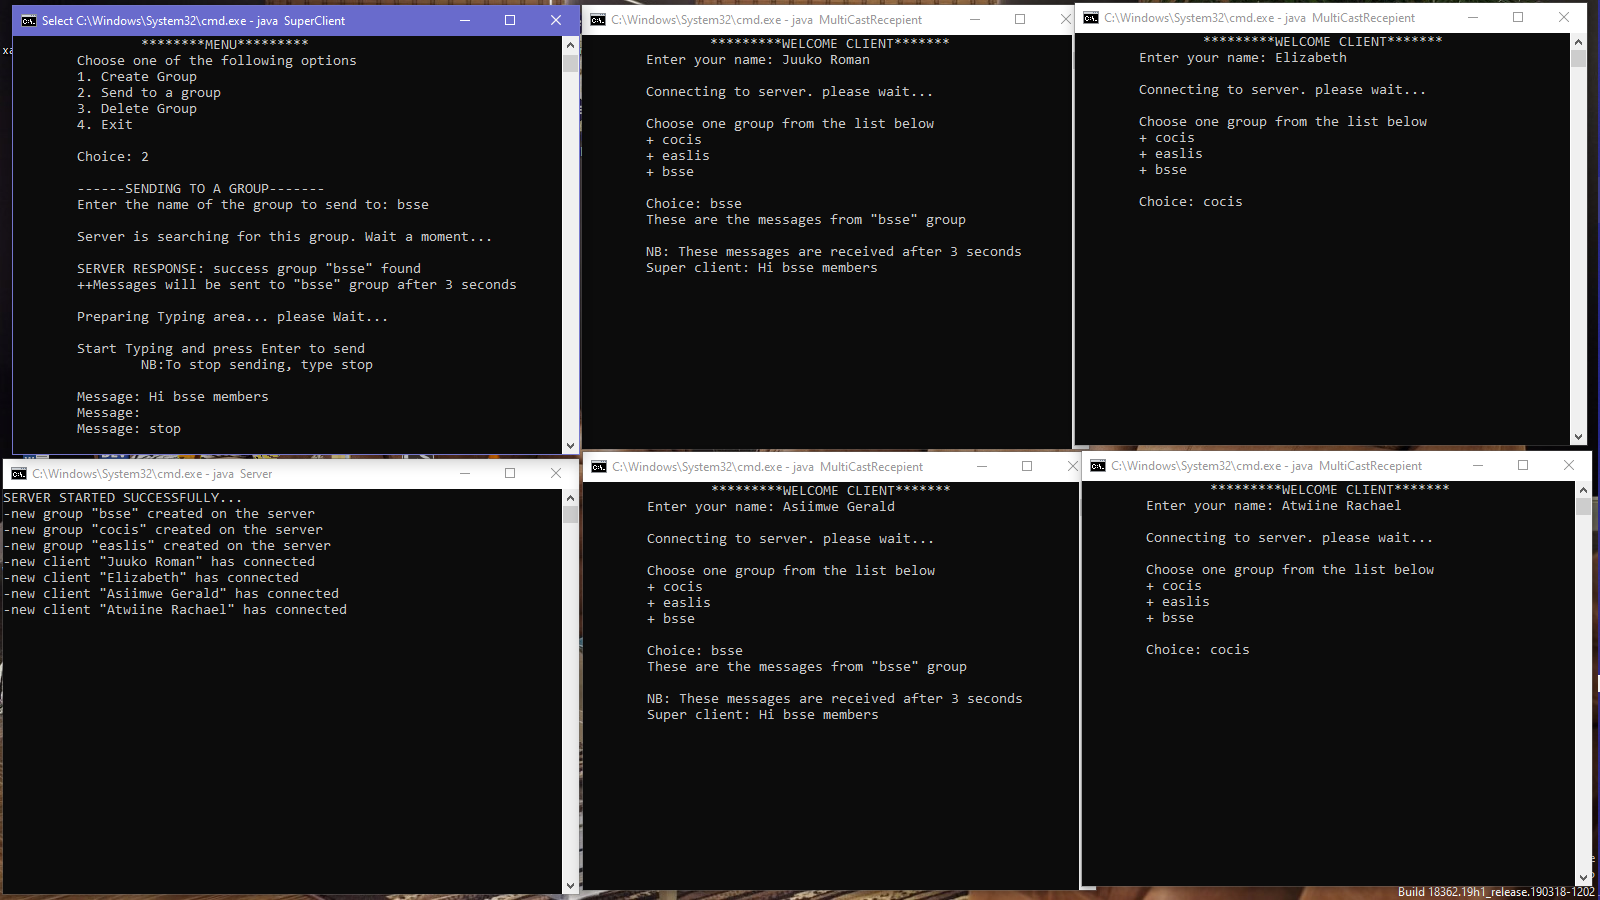 Select C:\Windows\System32\cmd.exe - java  SuperClient
********MENU*********
Choose one of the following options
1. Create Group
2. Send to a group
3. Delete Group
4. Exit
Choice: 2
------SENDING TO A GROUP-------
Enter the name of the group to send to: bsse
Server is searching for this group. Wait a moment...
SERVER RESPONSE: success group "bsse" found
++Messages will be sent to "bsse" group after 3 seconds
Preparing Typing area... please Wait...
Start Typing and press Enter to send
NB:To stop sending, type stop
Message: Hi bsse members
Message:
Message: stop
C:\Windows\System32\cmd.exe - java  MultiCastRecepient
*********WELCOME CLIENT*******
Enter your name: Juuko Roman
Connecting to server. please wait...
Choose one group from the list below
+ cocis
+ easlis
+ bsse
Choice: bsse
These are the messages from "bsse" group
NB: These messages are received after 3 seconds
Super client: Hi bsse members
C:\Windows\System32\cmd.exe - java  MultiCastRecepient
*********WELCOME CLIENT*******
Enter your name: Elizabeth
Connecting to server. please wait...
Choose one group from the list below
+ cocis
+ easlis
+ bsse
Choice: cocis
C:\Windows\System32\cmd.exe - java  Server
SERVER STARTED SUCCESSFULLY...
-new group "bsse" created on the server
-new group "cocis" created on the server
-new group "easlis" created on the server
-new client "Juuko Roman" has connected
-new client "Elizabeth" has connected
-new client "Asiimwe Gerald" has connected
-new client "Atwiine Rachael" has connected
C:\Windows\System32\cmd.exe - java  MultiCastRecepient
*********WELCOME CLIENT*******
Enter your name: Asiimwe Gerald
Connecting to server. please wait...
Choose one group from the list below
+ cocis
+ easlis
+ bsse
Choice: bsse
These are the messages from "bsse" group
NB: These messages are received after 3 seconds
Super client: Hi bsse members
C:\Windows\System32\cmd.exe - java  MultiCastRecepient
*********WELCOME CLIENT*******
Enter your name: Atwiine Rachael
Connecting to server. please wait...
Choose one group from the list below
+ cocis
+ easlis
+ bsse
Choice: cocis
Build 18362.19h1_release.190318-1202